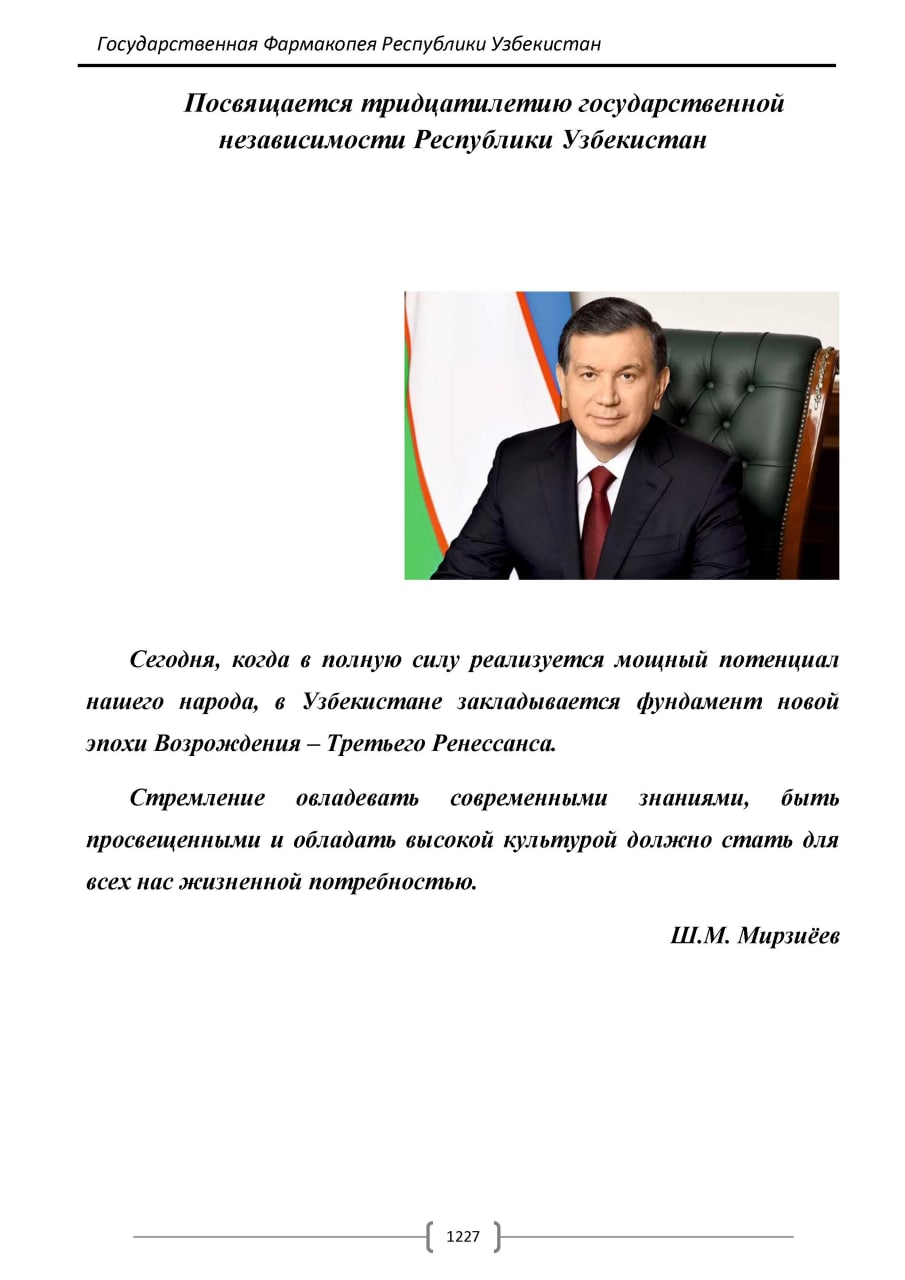 Государственная Фармакопея Республики Узбекистан
Посвящается тридцатилетию государственной
независимости Республики Узбекистан
Сегодня, когда в полную силу реализуется мощный потенциал
нашего народа, в Узбекистане закладывается фундамент новой
эпохи Возрождения – Третьего Ренессанса.
Стремление овладевать современными знаниями, быть
просвещенными и обладать высокой культурой должно стать для
всех нас жизненной потребностью.
Ш.М. Мирзиёев
1227